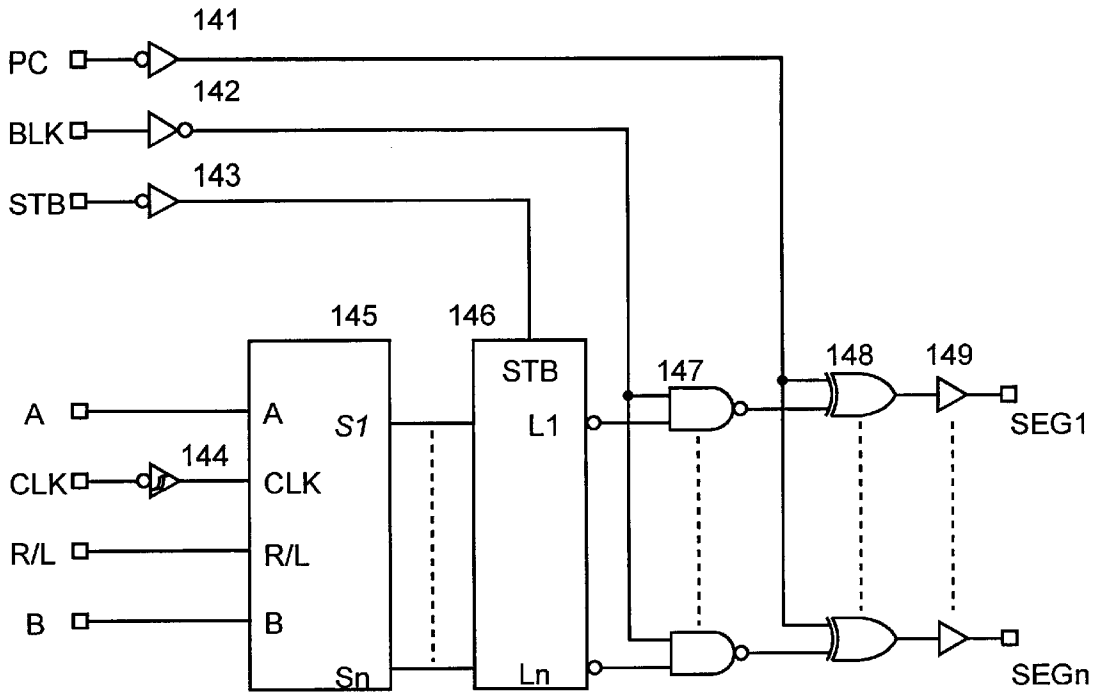 141
PC
142
BLK
143
STB
145
146
STB
147
148
149
A
A
S1
L1
SEG1
144
CLK
CLK
R/L
R/L
B
B
Sn
Ln
SEGn